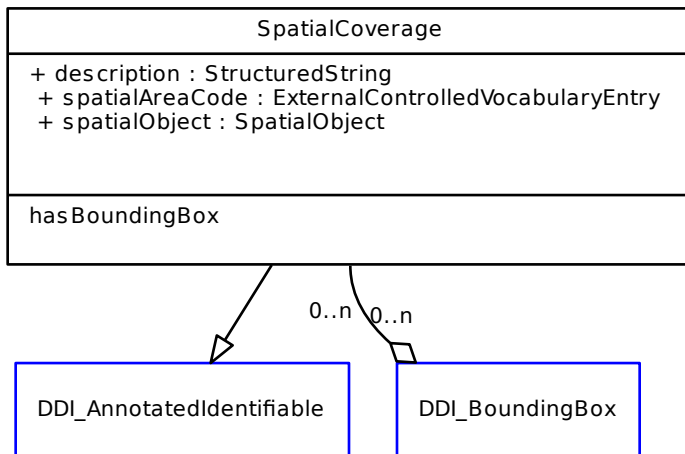 SpatialCoverage
+ description : StructuredString
+ spatialAreaCode : ExternalControlledVocabularyEntry
+ spatialObject : SpatialObject
hasBoundingBox
0..n 0..n
DDI_AnnotatedIdentifiable
DDI_BoundingBox